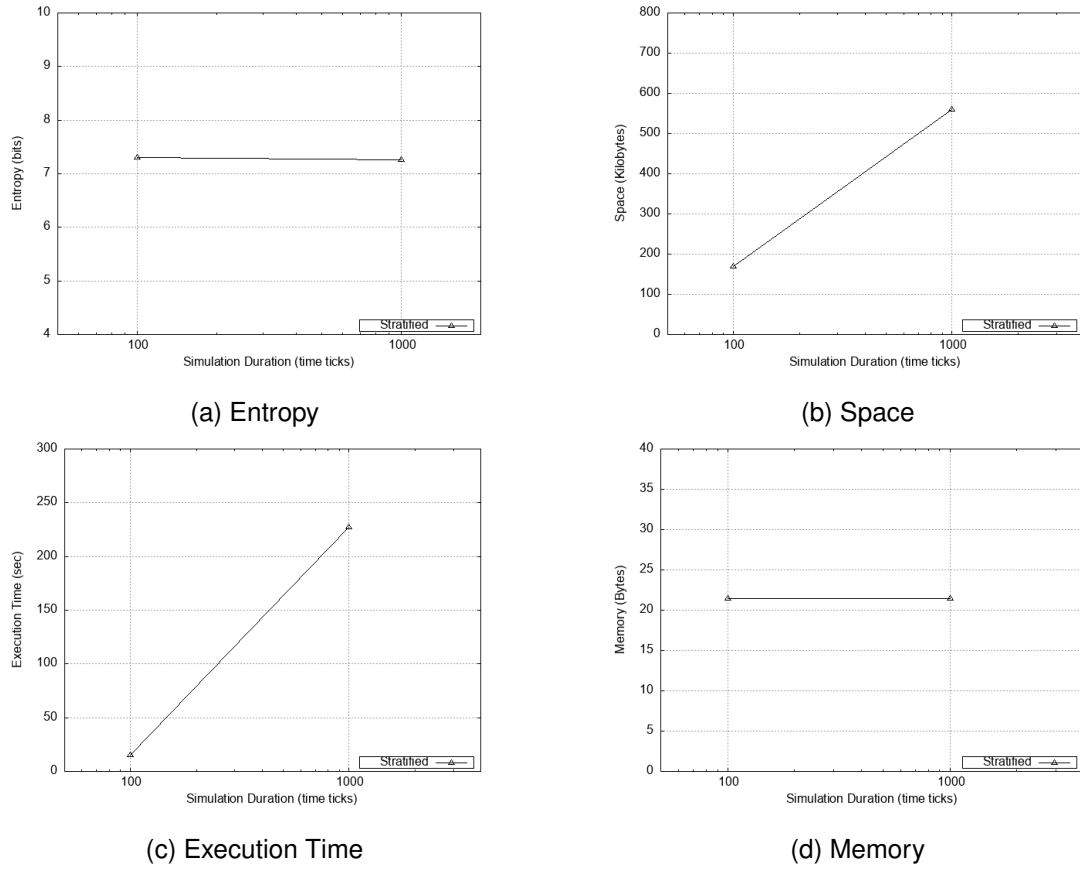 10
9
8
7
6
5
4
Entropy (bits)
Stratified
100
1000
Simulation Duration (time ticks)
(a) Entropy
800
700
600
500
400
300
200
100
0
Space (Kilobytes)
Stratified
100
1000
Simulation Duration (time ticks)
(b) Space
300
250
200
150
100
50
0
Execution Time (sec)
Stratified
100
1000
Simulation Duration (time ticks)
(c) Execution Time
40
35
30
25
20
15
10
5
0
Memory (Bytes)
Stratified
100
1000
Simulation Duration (time ticks)
(d) Memory